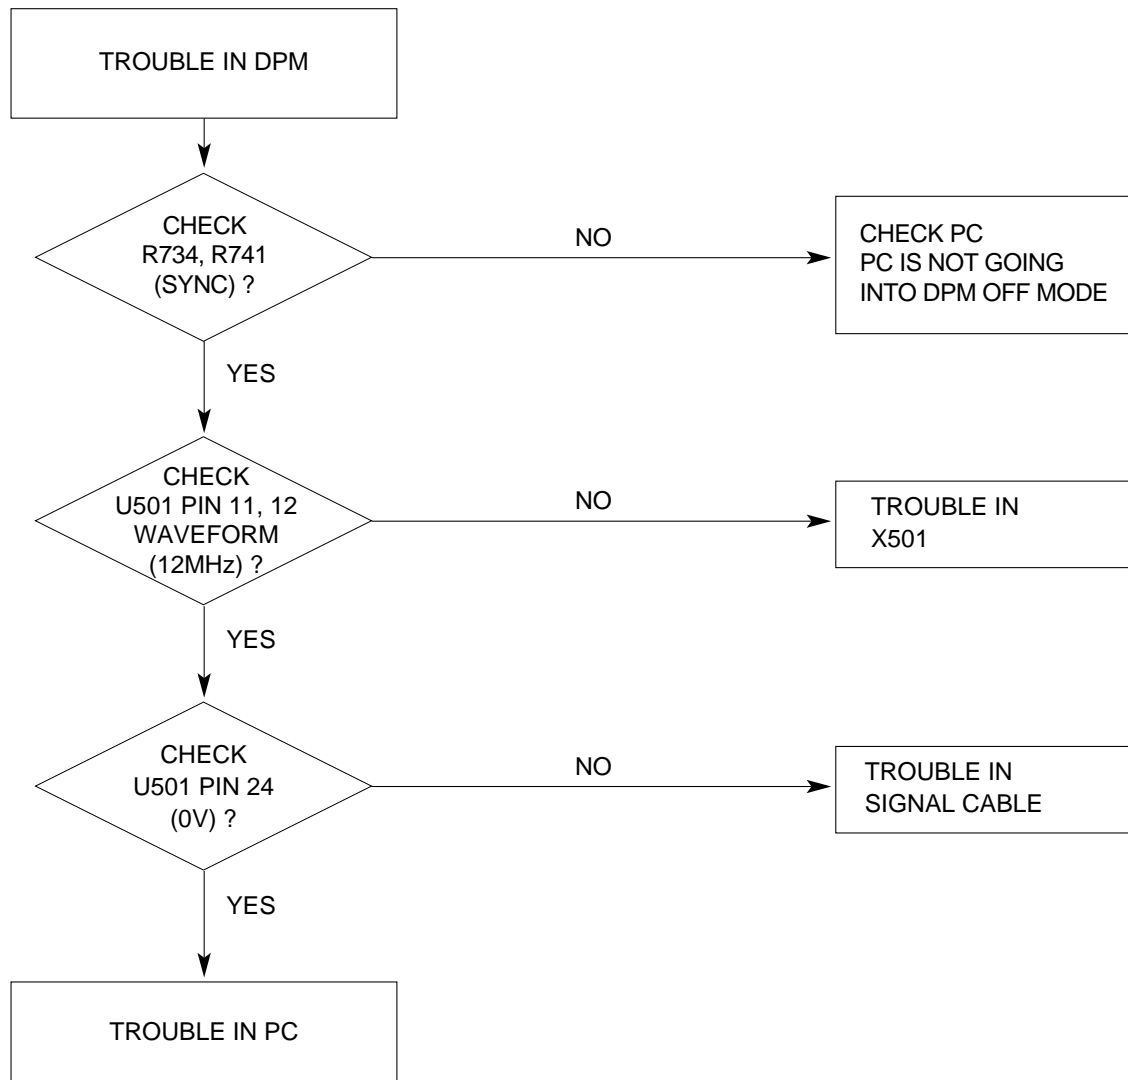 TROUBLE IN DPM
CHECK
R734, R741
(SYNC) ?
NO
CHECK PC
PC IS NOT GOING
INTO DPM OFF MODE
YES
CHECK
U501 PIN 11, 12
WAVEFORM
(12MHz) ?
NO
TROUBLE IN
X501
YES
CHECK
U501 PIN 24
(0V) ?
NO
TROUBLE IN
SIGNAL CABLE
YES
TROUBLE IN PC